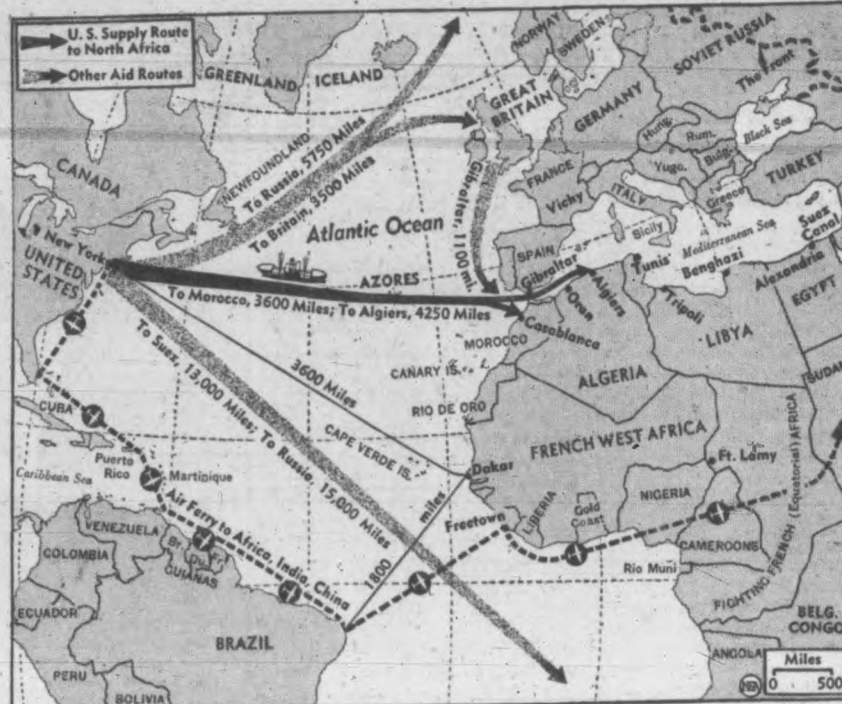 U. S. Supply Route
to North Africa
Other Aid Routes
GREENLAND
ICELAND
NORWAY
SWEDEN
SOVIET RUSSIA
The Front
GREAT
BRITAIN
GERMANY
CANADA
NEWFOUNDLAND
To Russia, 5750 Miles
To Britain, 3500 Miles
Gibraltar, 1100 mi.
FRANCE
Vichy
Hung.
Rum.
Yugo.
Bulg.
Black Sea
ITALY
Greece
TURKEY
Atlantic Ocean
SPAIN
Gibraltar
Sicily
Mediterranean Sea
Suez
Canal
New York
UNITED
STATES
AZORES
Tunis
Benghazi
Alexandria
EGYPT
To Morocco, 3600 Miles; To Algiers, 4250 Miles
Algiers
Oran
Casablanca
Tripoli
LIBYA
MOROCCO
ALGERIA
SUDAN
To Suez, 13,000 Miles; To Russia, 15,000 Miles
3600 Miles
CANARY IS.
RIO DE ORO
CUBA
CAPE VERDE IS.
FRENCH WEST AFRICA
Puerto
Rico
Martinique
Caribbean Sea
Dakar
Ft. Lamy
Air Ferry to Africa, India, China
1800 miles
Freetown
LIBERIA
Gold
Coast
NIGERIA
CAMEROONS
FIGHTING FRENCH (Equatorial) AFRICA
VENEZUELA
COLOMBIA
Br.
Du.
Fr.
GUIANAS
Rio Muni
ECUADOR
BRAZIL
BELG.
CONGO
PERU
BOLIVIA
ANGOLA
Miles
0 500
NEA